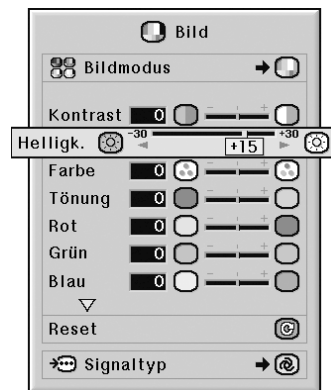 Bild
Bildmodus
Kontrast 0 - +
Helligk. -30 +15 +30
Farbe 0 - +
Tönung 0 - +
Rot 0 - +
Grün 0 - +
Blau 0 - +
Reset
Signaltyp